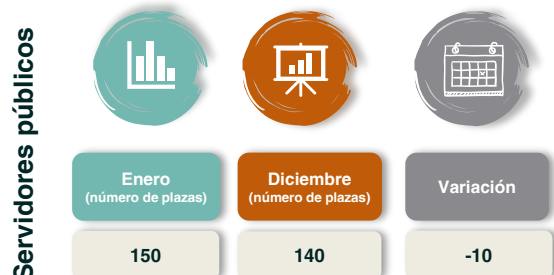 Servidores públicos
Enero
(número de plazas)
Diciembre
(número de plazas)
Variación
150
140
-10